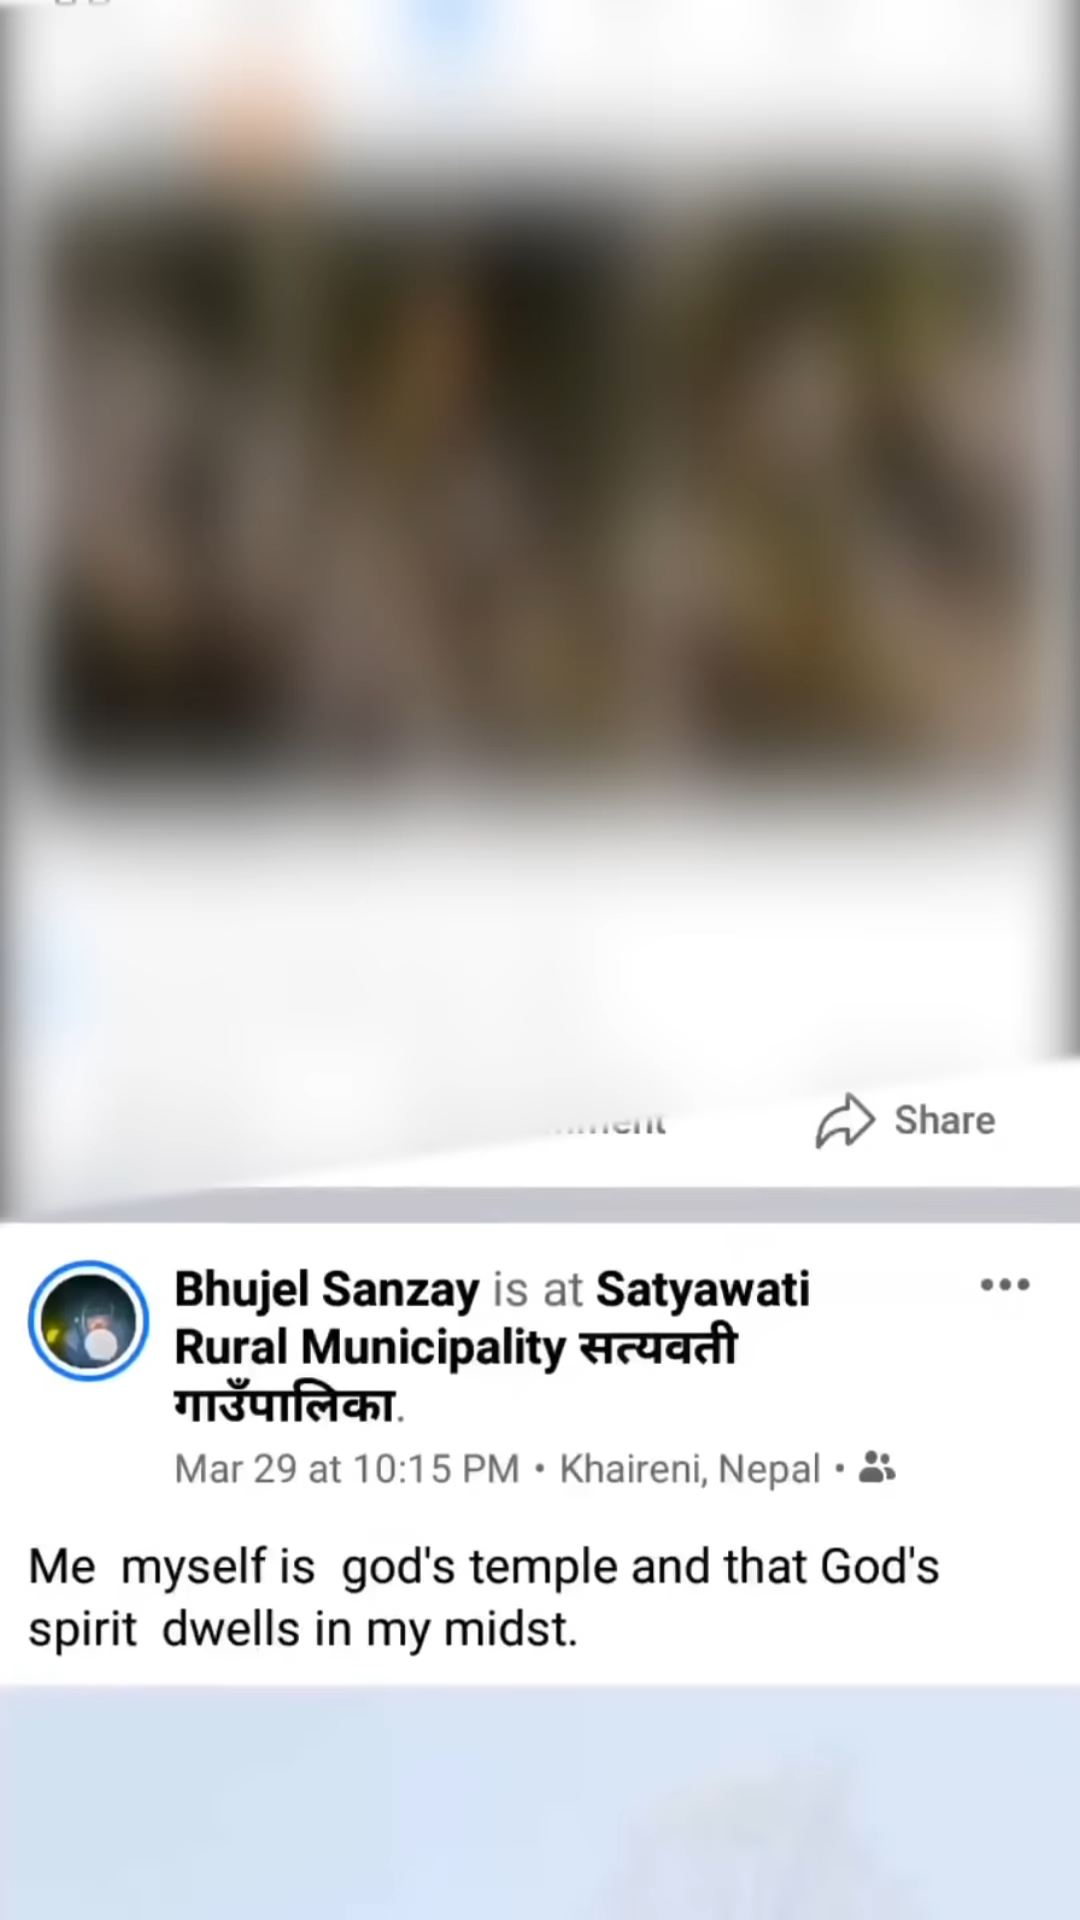 Share
Bhujel Sanzay is at Satyawati
Rural Municipality सत्यवती
गाउँपालिका.
Mar 29 at 10:15 PM • Khaireni, Nepal •
Me myself is god's temple and that God's
spirit dwells in my midst.